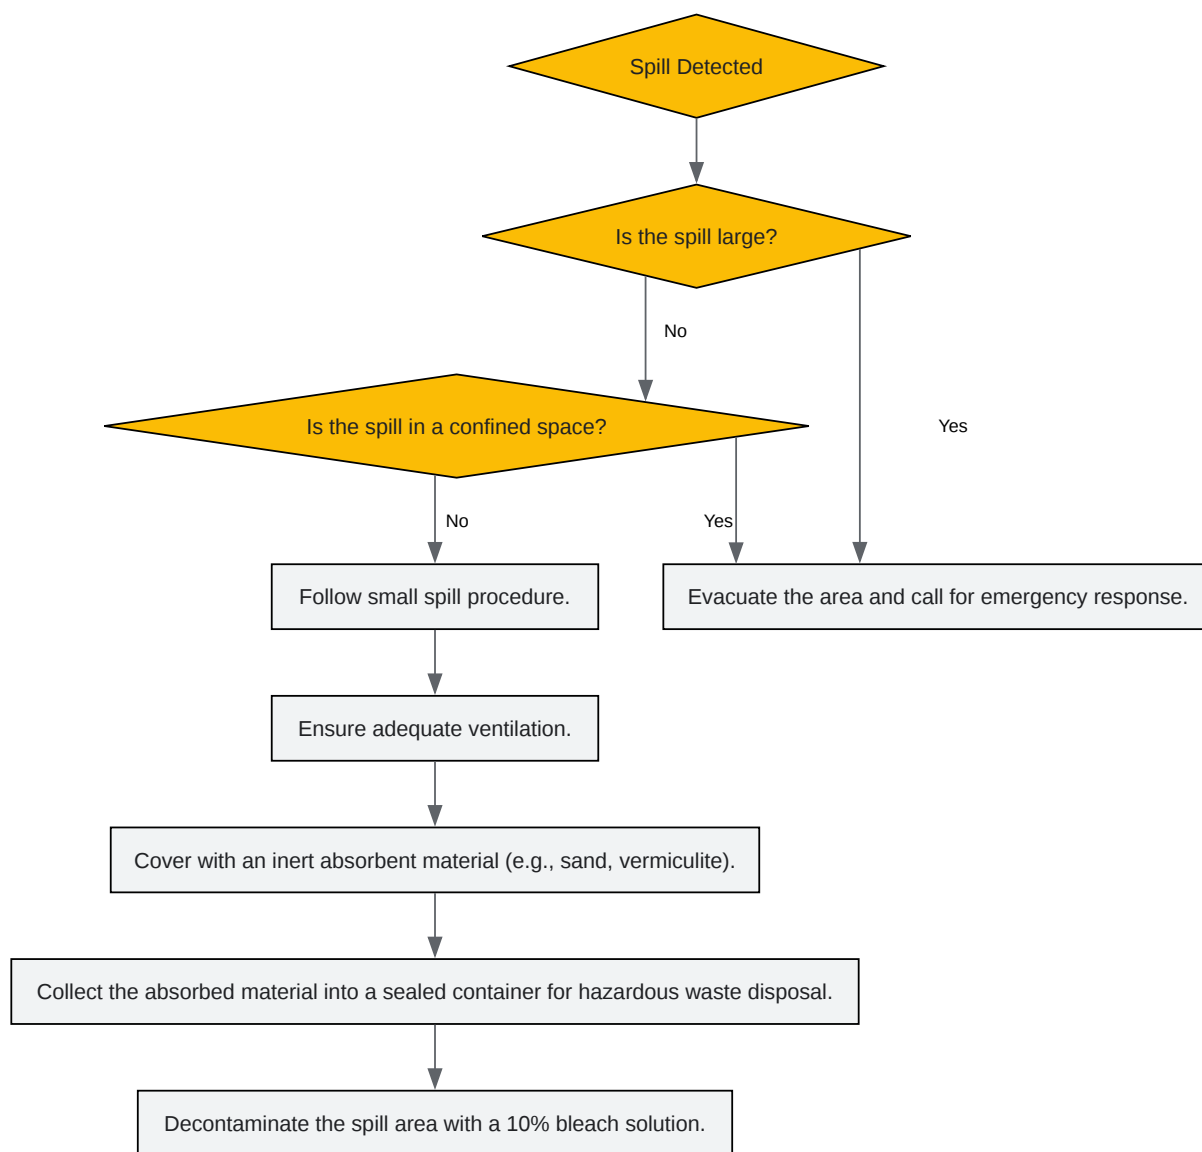 Spill Detected
Is the spill large?
No
Is the spill in a confined space?
Yes
No
Yes
Follow small spill procedure.
Evacuate the area and call for emergency response.
Ensure adequate ventilation.
Cover with an inert absorbent material (e.g., sand, vermiculite).
Collect the absorbed material into a sealed container for hazardous waste disposal.
Decontaminate the spill area with a 10% bleach solution.